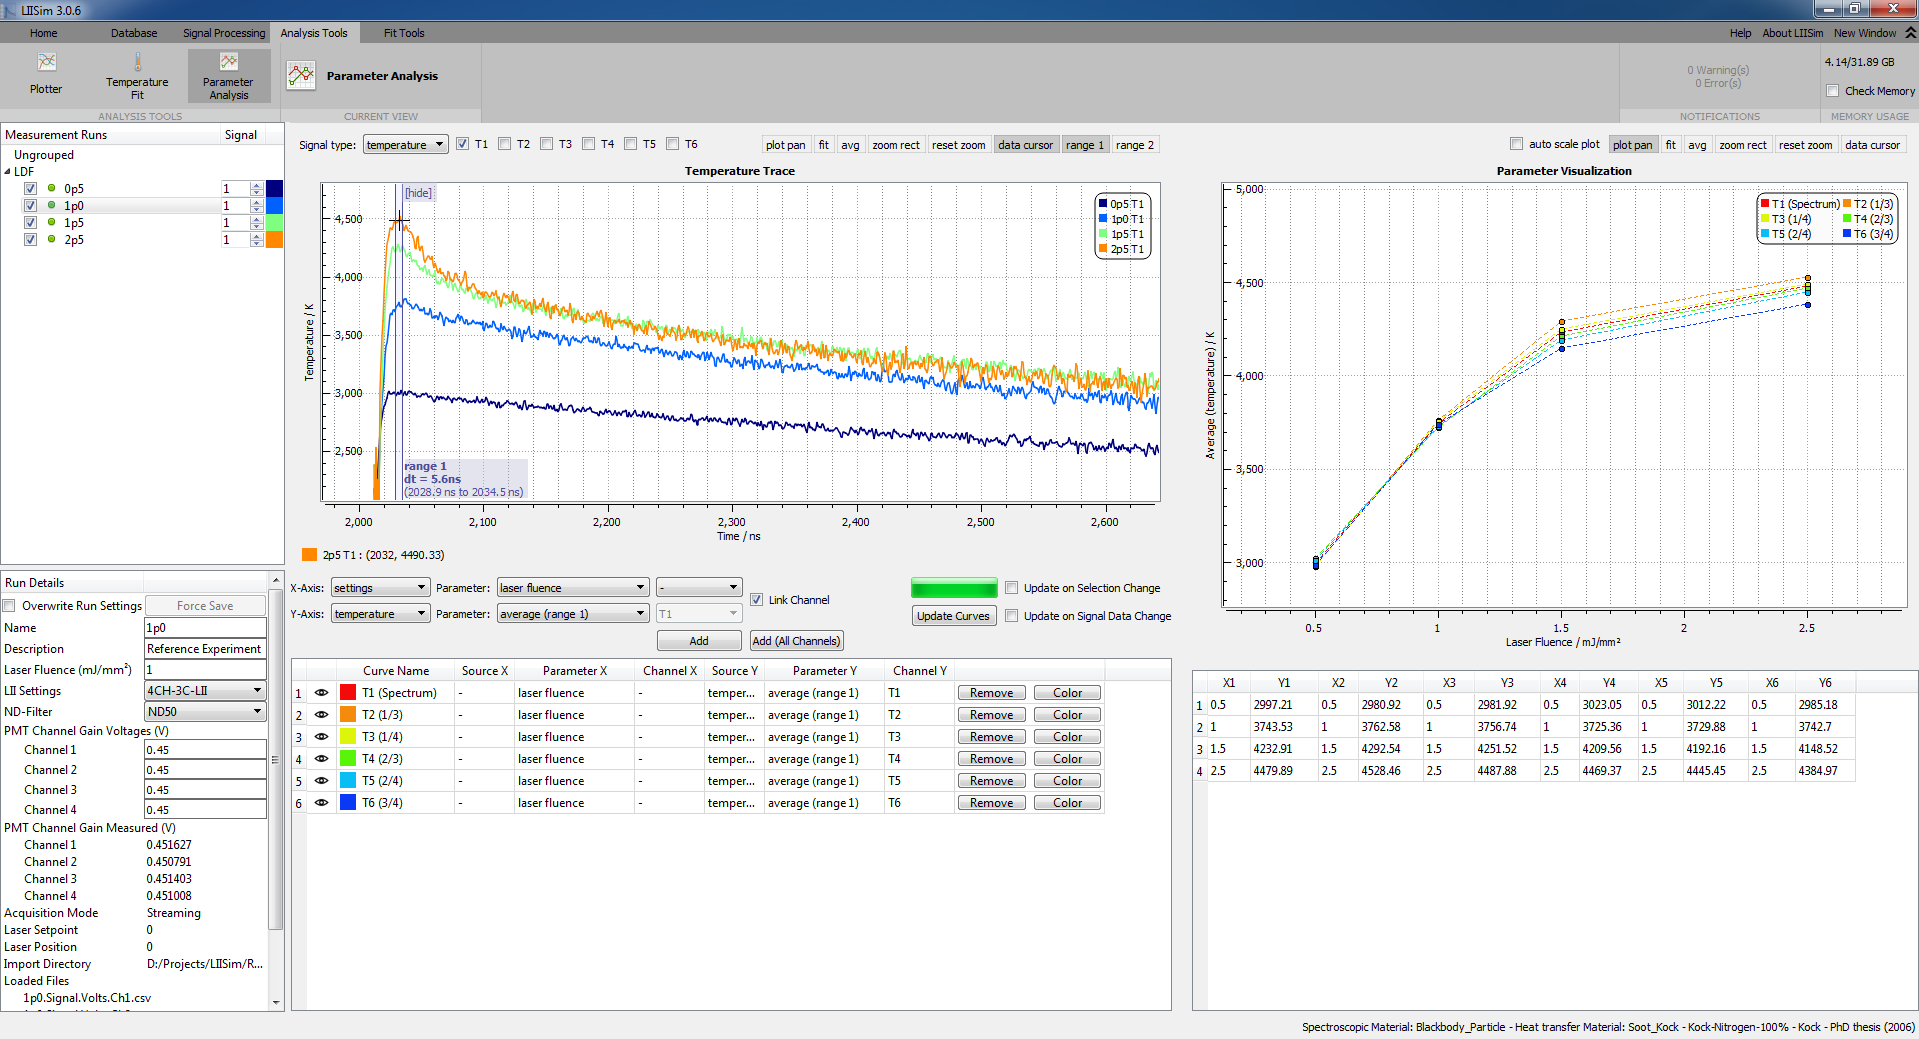 LIISim 3.0.6
Home Database Signal Processing Analysis Tools Fit Tools Help About LIISim New Window
Plotter
Temperature Fit
Parameter Analysis
Parameter Analysis
ANALYSIS TOOLS
CURRENT VIEW
0 Warning(s)
0 Error(s)
NOTIFICATIONS
4.14/31.89 GB
Check Memory
MEMORY USAGE
Measurement Runs Signal
Ungrouped
LDF
0p5 1
1p0 1
1p5 1
2p5 1
Signal type: temperature T1 T2 T3 T4 T5 T6 plot pan fit avg zoom rect reset zoom data cursor range 1 range 2
Temperature Trace
[hide]
0p5:T1
1p0:T1
1p5:T1
2p5:T1
Temperature / K
4,500
4,000
3,500
3,000
2,500
range 1
dt = 5.6ns
(2028.9 ns to 2034.5 ns)
2,000 2,100 2,200 2,300 2,400 2,500 2,600
Time / ns
2p5 T1 : (2032, 4490.33)
auto scale plot plot pan fit avg zoom rect reset zoom data cursor
Parameter Visualization
T1 (Spectrum) T2 (1/3)
T3 (1/4) T4 (2/3)
T5 (2/4) T6 (3/4)
Average (temperature) / K
5,000
4,500
4,000
3,500
3,000
0.5 1 1.5 2 2.5
Laser Fluence / mJ/mm²
X-Axis: settings Parameter: laser fluence -
Y-Axis: temperature Parameter: average (range 1) T1
Link Channel
Update on Selection Change
Update Curves Update on Signal Data Change
Add Add (All Channels)
Curve Name Source X Parameter X Channel X Source Y Parameter Y Channel Y
1 T1 (Spectrum) - laser fluence - temper... average (range 1) T1 Remove Color
2 T2 (1/3) - laser fluence - temper... average (range 1) T2 Remove Color
3 T3 (1/4) - laser fluence - temper... average (range 1) T3 Remove Color
4 T4 (2/3) - laser fluence - temper... average (range 1) T4 Remove Color
5 T5 (2/4) - laser fluence - temper... average (range 1) T5 Remove Color
6 T6 (3/4) - laser fluence - temper... average (range 1) T6 Remove Color
X1 Y1 X2 Y2 X3 Y3 X4 Y4 X5 Y5 X6 Y6
1 0.5 2997.21 0.5 2980.92 0.5 2981.92 0.5 3023.05 0.5 3012.22 0.5 2985.18
2 1 3743.53 1 3762.58 1 3756.74 1 3725.36 1 3729.88 1 3742.7
3 1.5 4232.91 1.5 4292.54 1.5 4251.52 1.5 4209.56 1.5 4192.16 1.5 4148.52
4 2.5 4479.89 2.5 4528.46 2.5 4487.88 2.5 4469.37 2.5 4445.45 2.5 4384.97
Run Details
Overwrite Run Settings Force Save
Name 1p0
Description Reference Experiment
Laser Fluence (mJ/mm²) 1
LII Settings 4CH-3C-LII
ND-Filter ND50
PMT Channel Gain Voltages (V)
Channel 1 0.45
Channel 2 0.45
Channel 3 0.45
Channel 4 0.45
PMT Channel Gain Measured (V)
Channel 1 0.451627
Channel 2 0.450791
Channel 3 0.451403
Channel 4 0.451008
Acquisition Mode Streaming
Laser Setpoint 0
Laser Position 0
Import Directory D:/Projects/LIISim/R...
Loaded Files
1p0.Signal.Volts.Ch1.csv
Spectroscopic Material: Blackbody_Particle - Heat transfer Material: Soot_Kock - Kock-Nitrogen-100% - Kock - PhD thesis (2006)